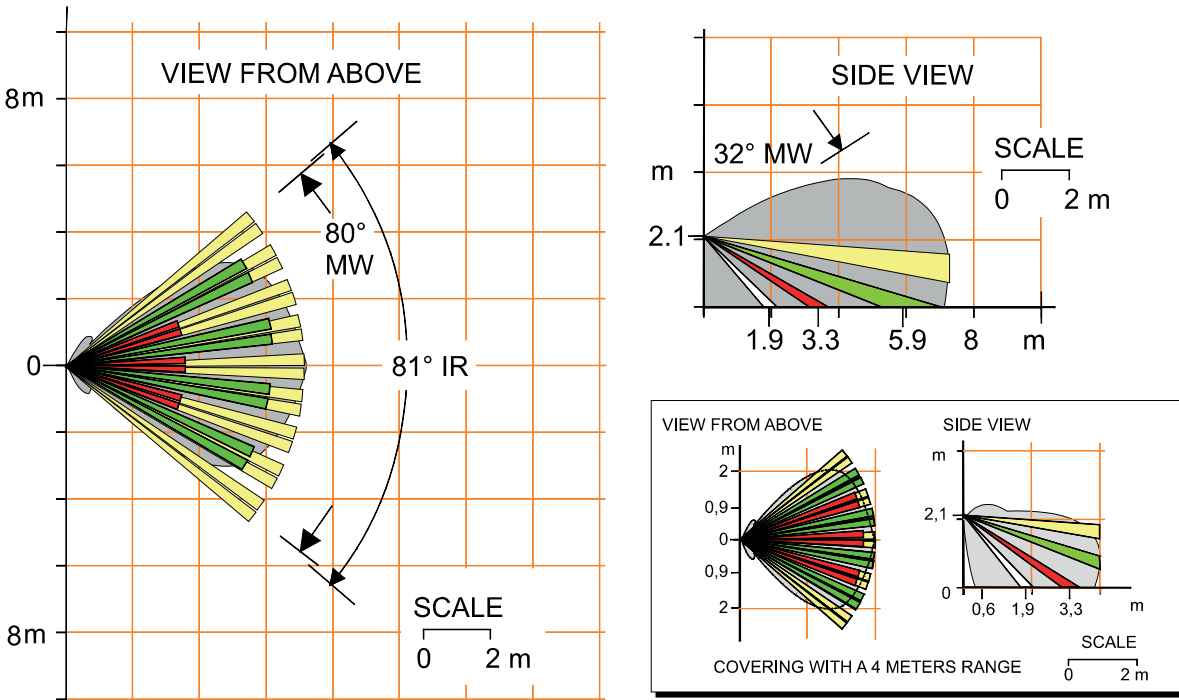 VIEW FROM ABOVE
8m
80°
MW
0
81° IR
8m
SCALE
0 2 m
SIDE VIEW
32° MW
m
2.1
1.9 3.3 5.9 8 m
SCALE
0 2 m
VIEW FROM ABOVE
m
2
0,9
0
0,9
2
SIDE VIEW
m
2,1
0
0,6 1,9 3,3 m
COVERING WITH A 4 METERS RANGE
SCALE
0 2 m